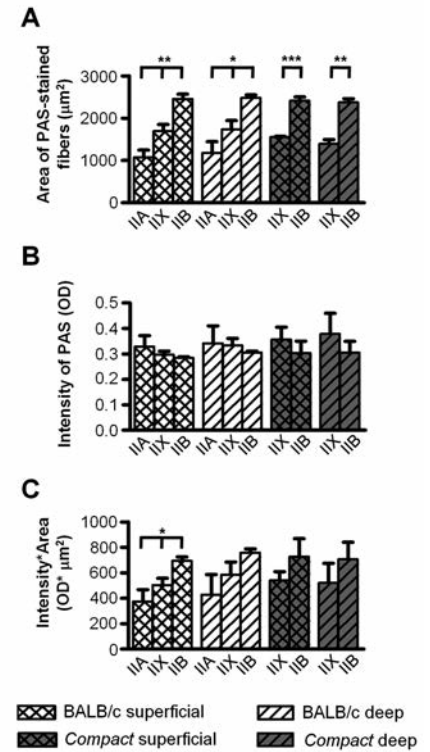 A
** * *** **
Area of PAS-stained
fibers (μm²)
3000
2000
1000
0
IIA IIX IIB IIA IIX IIB IIX IIB IIX IIB
B
Intensity of PAS (OD)
0.5
0.4
0.3
0.2
0.1
0.0
IIA IIX IIB IIA IIX IIB IIX IIB IIX IIB
C
*
Intensity*Area
(OD* μm²)
1000
800
600
400
200
0
IIA IIX IIB IIA IIX IIB IIX IIB IIX IIB
BALB/c superficial BALB/c deep
Compact superficial Compact deep